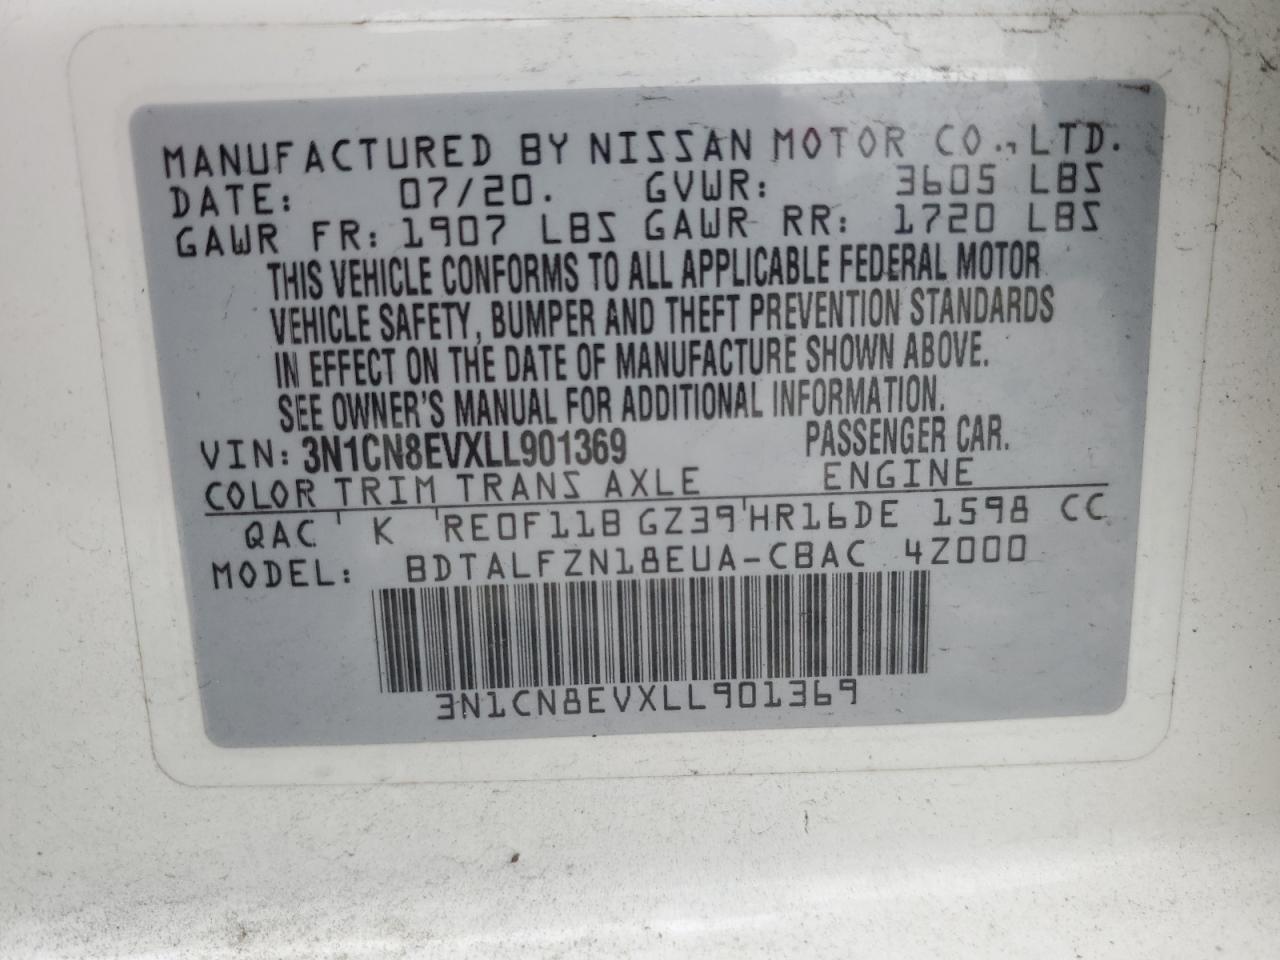 MANUFACTURED BY NISSAN MOTOR CO., LTD.
DATE: 07/20. GVWR: 3605 LBS
GAWR FR: 1907 LBS GAWR RR: 1720 LBS
THIS VEHICLE CONFORMS TO ALL APPLICABLE FEDERAL MOTOR
VEHICLE SAFETY, BUMPER AND THEFT PREVENTION STANDARDS
IN EFFECT ON THE DATE OF MANUFACTURE SHOWN ABOVE.
SEE OWNER'S MANUAL FOR ADDITIONAL INFORMATION.
VIN: 3N1CN8EVXLL901369 PASSENGER CAR.
COLOR TRIM TRANS AXLE ENGINE
QAC K RE0F11B GZ39 HR16DE 1598 CC
MODEL: BDTALFZN18EUA-CBAC 4Z000
3N1CN8EVXLL901369